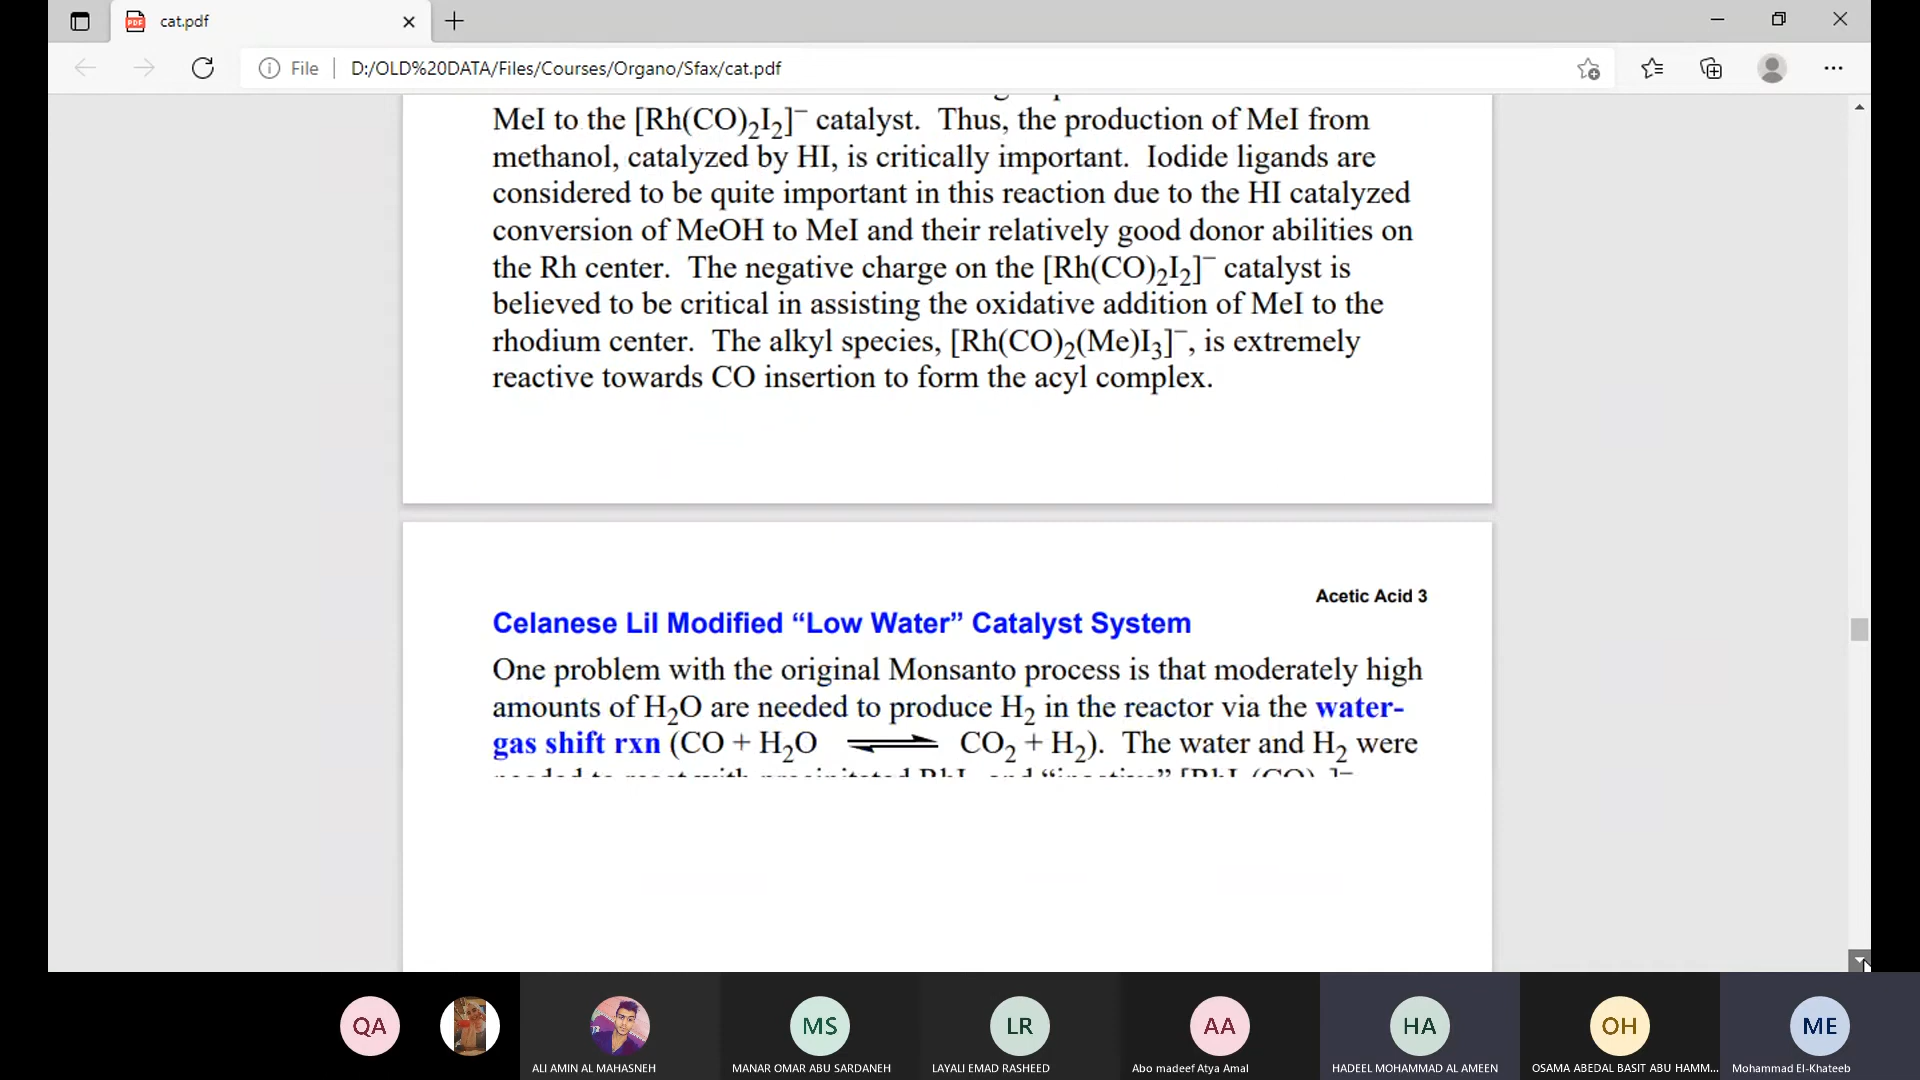 cat.pdf
File
D:/OLD%20DATA/Files/Courses/Organo/Sfax/cat.pdf
MeI to the [Rh(CO)₂I₂]⁻ catalyst. Thus, the production of MeI from
methanol, catalyzed by HI, is critically important. Iodide ligands are
considered to be quite important in this reaction due to the HI catalyzed
conversion of MeOH to MeI and their relatively good donor abilities on
the Rh center. The negative charge on the [Rh(CO)₂I₂]⁻ catalyst is
believed to be critical in assisting the oxidative addition of MeI to the
rhodium center. The alkyl species, [Rh(CO)₂(Me)I₃]⁻, is extremely
reactive towards CO insertion to form the acyl complex.
Acetic Acid 3
Celanese LiI Modified “Low Water” Catalyst System
One problem with the original Monsanto process is that moderately high
amounts of H₂O are needed to produce H₂ in the reactor via the water-
gas shift rxn (CO + H₂O ⇌ CO₂ + H₂). The water and H₂ were
QA
MS
LR
AA
HA
OH
ME
ALI AMIN AL MAHASNEH
MANAR OMAR ABU SARDANEH
LAYALI EMAD RASHEED
Abo madeef Atya Amal
HADEEL MOHAMMAD AL AMEEN
OSAMA ABEDAL BASIT ABU HAMM...
Mohammad El-Khateeb